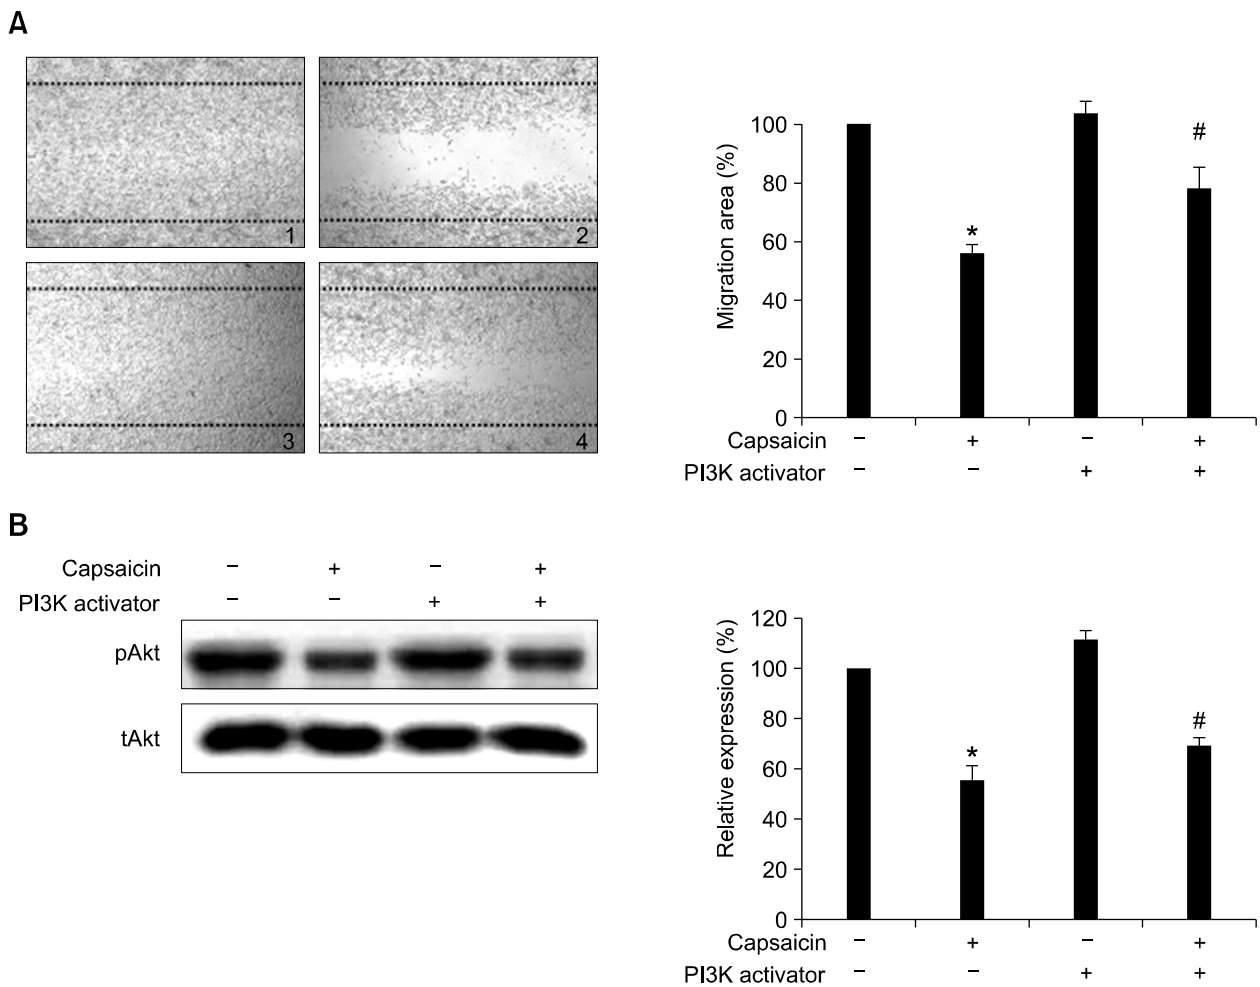 A
1
2
3
4
Migration area (%)
100
80
60
40
20
0
*
#
Capsaicin – + – +
PI3K activator – – + +
B
Capsaicin – + – +
PI3K activator – – + +
pAkt
tAkt
Relative expression (%)
120
100
80
60
40
20
0
*
#
Capsaicin – + – +
PI3K activator – – + +